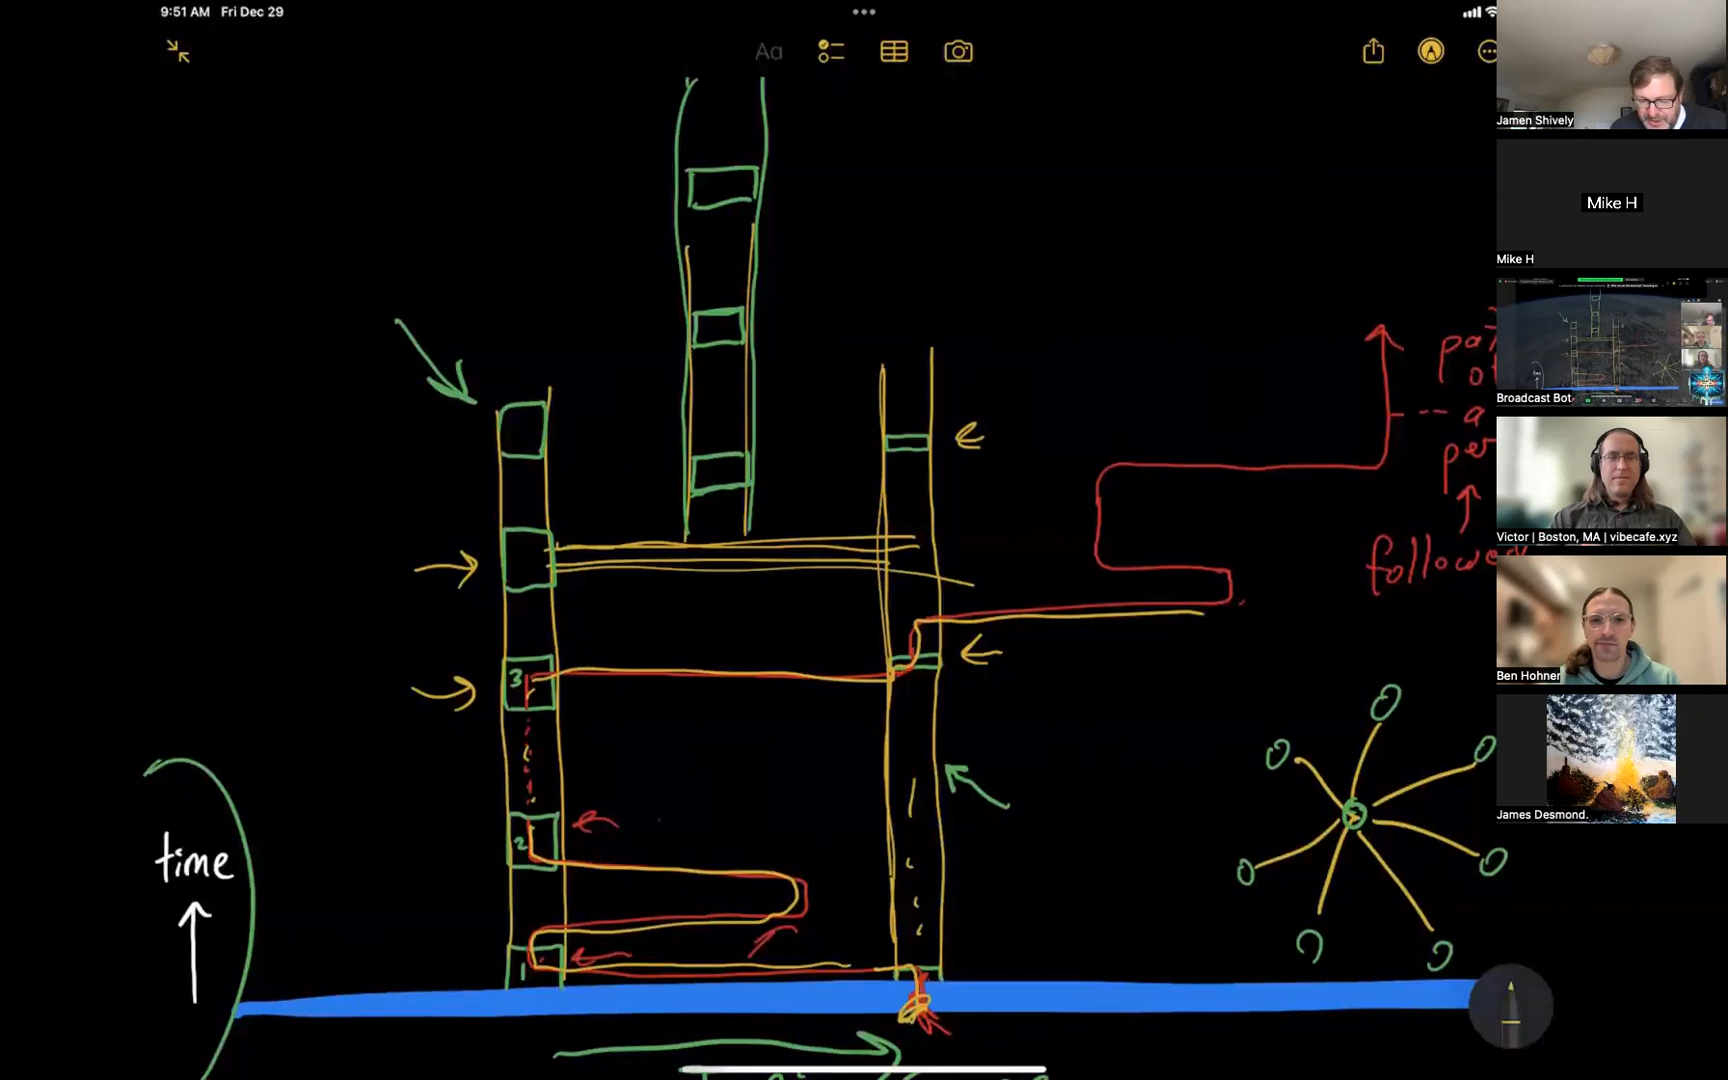 9:51 AM Fri Dec 29
Aa
Jamen Shively
Mike H
Mike H
Broadcast Bot
Victor | Boston, MA | vibecafe.xyz
Ben Hohner
James Desmond.
a
followed
3
2
1
time